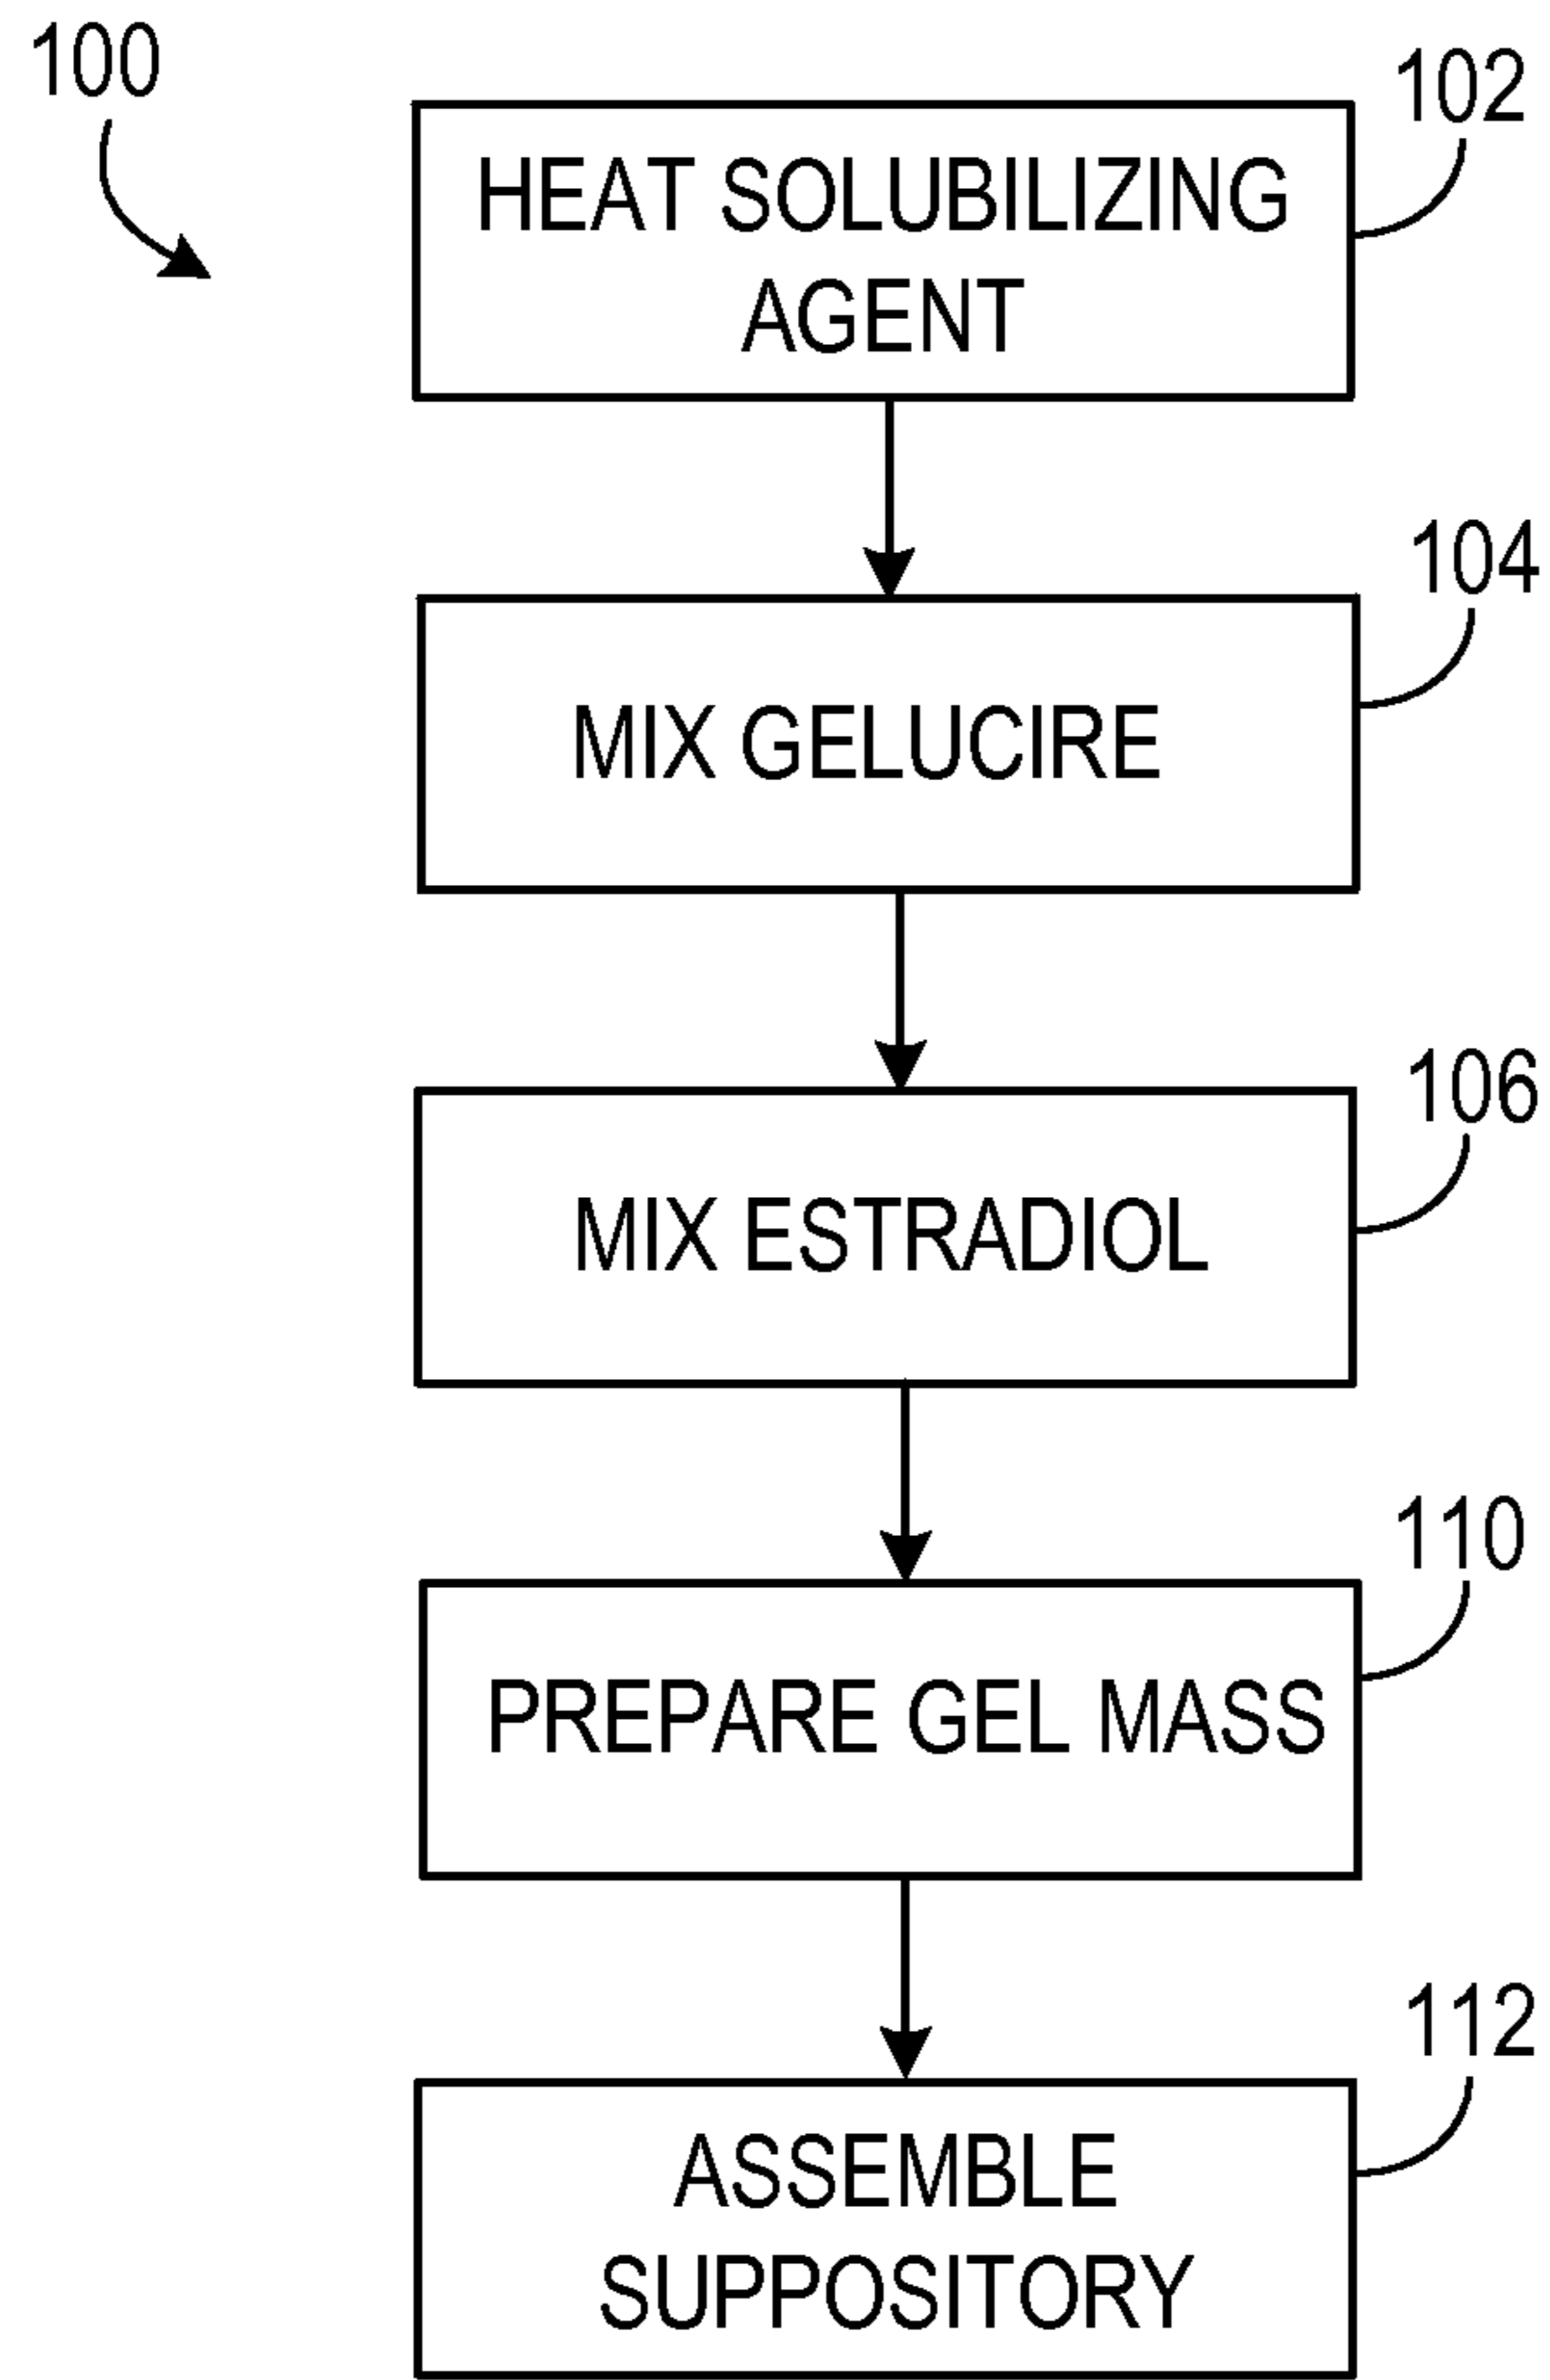 100
102
HEAT SOLUBILIZING
AGENT
104
MIX GELUCIRE
106
MIX ESTRADIOL
110
PREPARE GEL MASS
112
ASSEMBLE
SUPPOSITORY